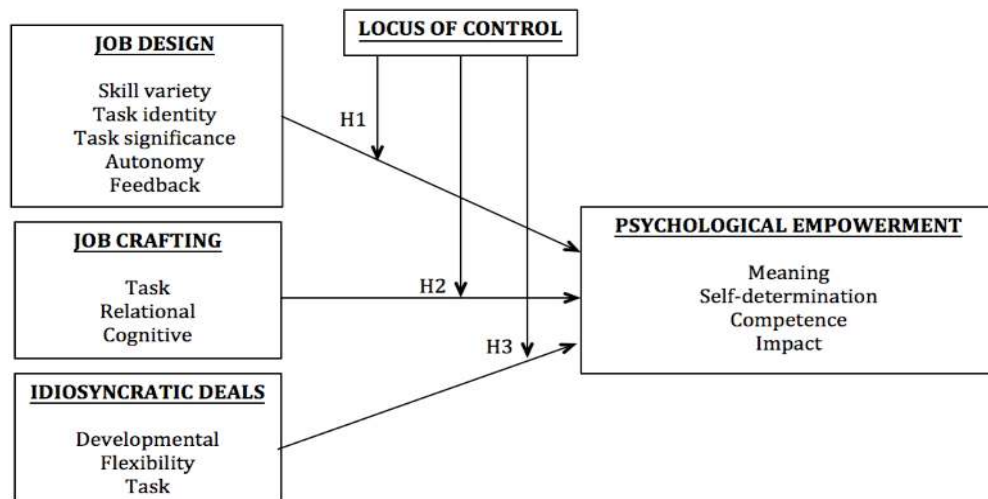 JOB DESIGN
Skill variety
Task identity
Task significance
Autonomy
Feedback
LOCUS OF CONTROL
H1
JOB CRAFTING
Task
Relational
Cognitive
H2
PSYCHOLOGICAL EMPOWERMENT
Meaning
Self-determination
Competence
Impact
H3
IDIOSYNCRATIC DEALS
Developmental
Flexibility
Task